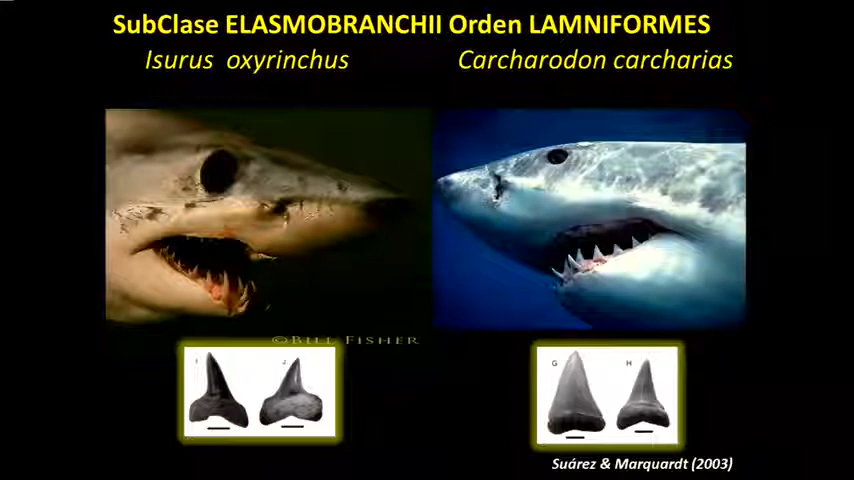 SubClase ELASMOBRANCHII Orden LAMNIFORMES
Isurus oxyrinchus
Carcharodon carcharias
©BILL FISHER
I J
G H
Suárez & Marquardt (2003)